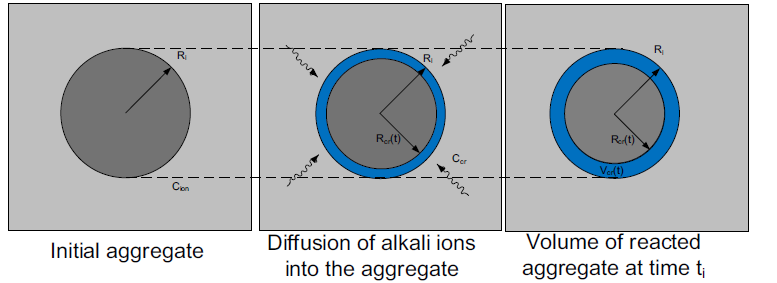 Ri
Cion
Initial aggregate
Ri
Rcr(t)
Ccr
Diffusion of alkali ions
into the aggregate
Ri
Rcr(t)
Vcr(t)
Volume of reacted
aggregate at time ti